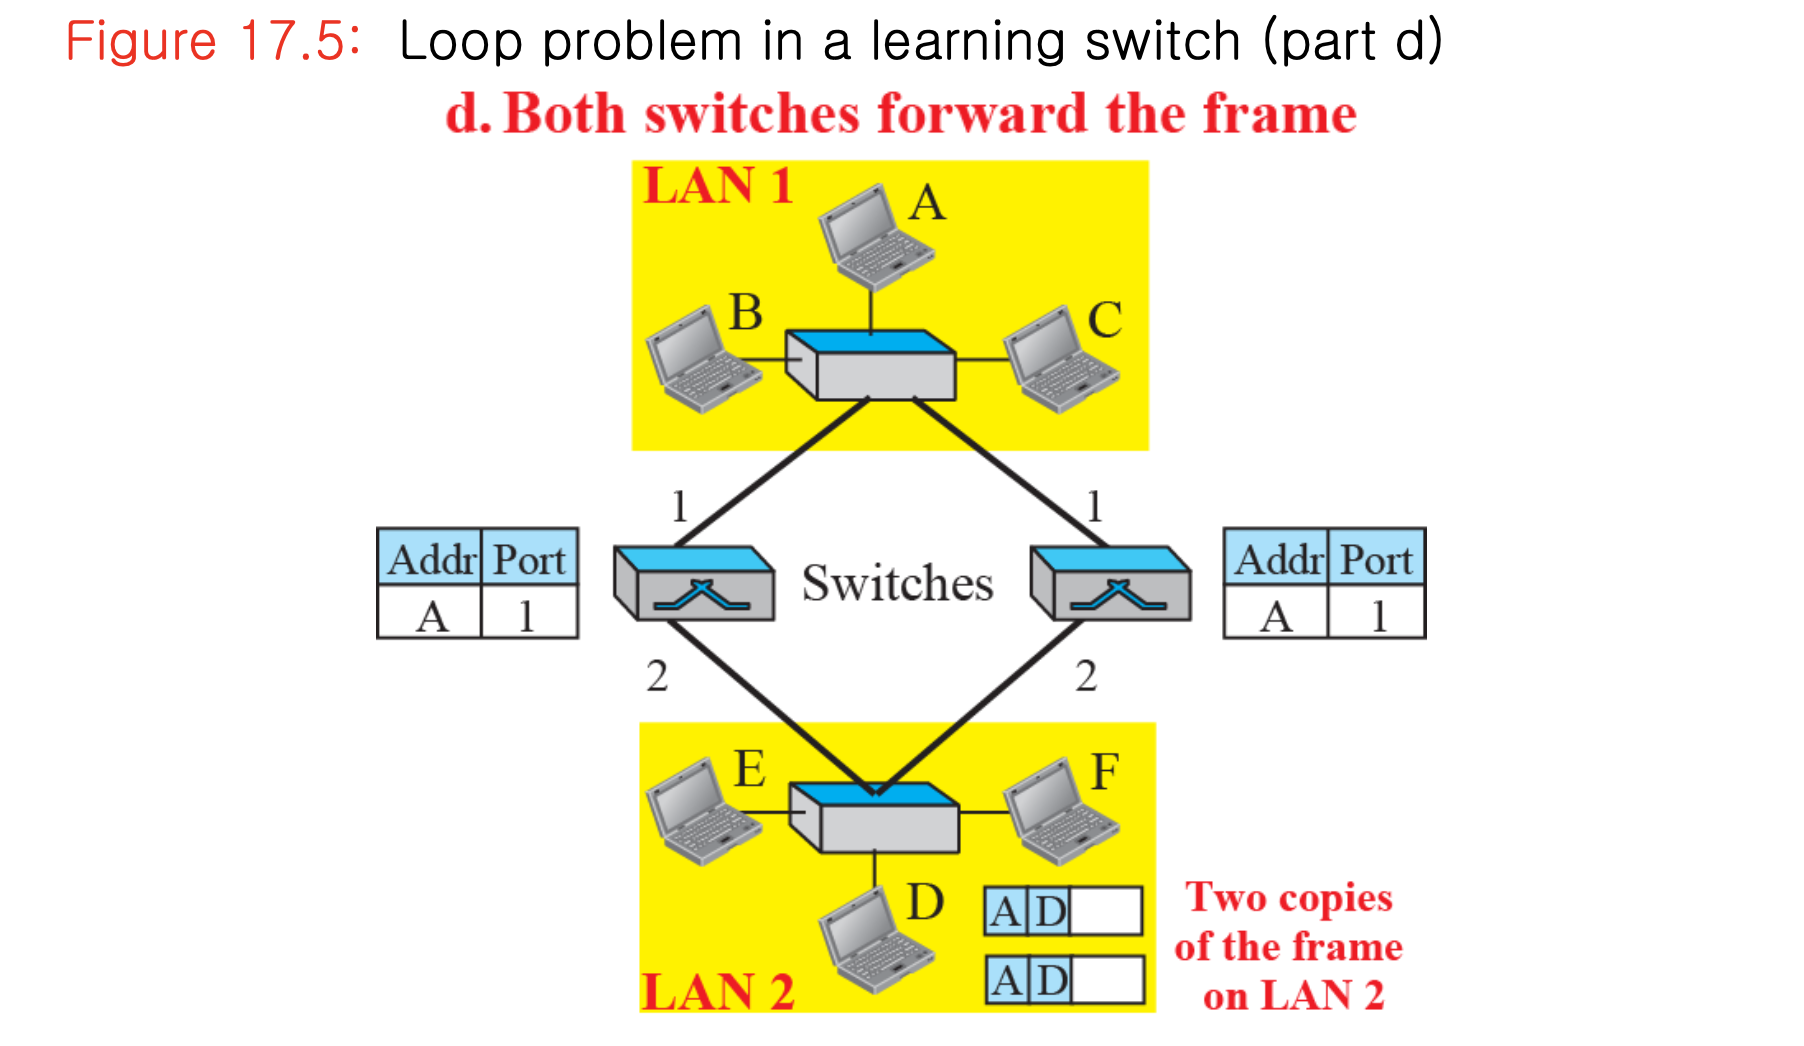 Figure 17.5: Loop problem in a learning switch (part d)
d. Both switches forward the frame
LAN 1
A
B
C
1
1
Addr Port
A 1
Switches
Addr Port
A 1
2
2
E
F
D
A D
A D
LAN 2
Two copies
of the frame
on LAN 2